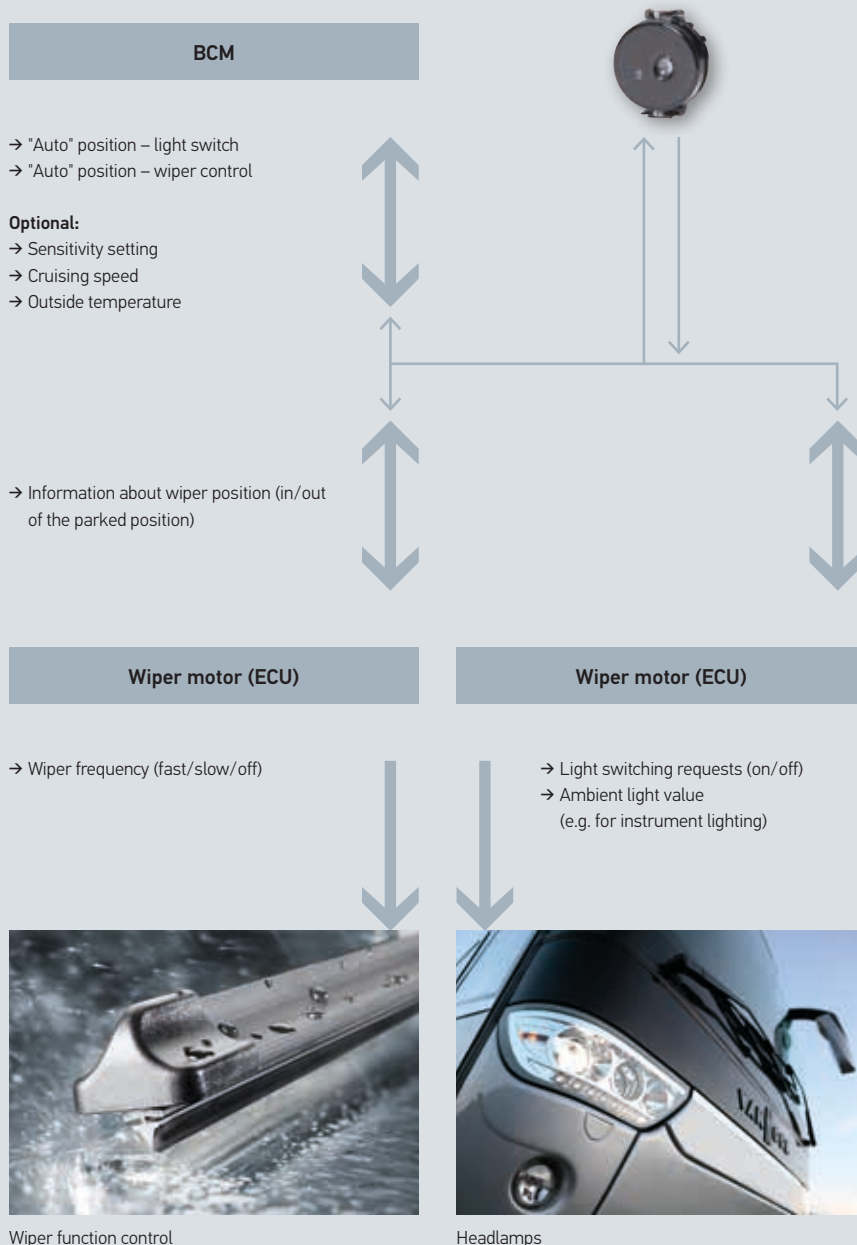 BCM
→ "Auto" position – light switch
→ "Auto" position – wiper control
Optional:
→ Sensitivity setting
→ Cruising speed
→ Outside temperature
→ Information about wiper position (in/out
of the parked position)
Wiper motor (ECU)
→ Wiper frequency (fast/slow/off)
Wiper motor (ECU)
→ Light switching requests (on/off)
→ Ambient light value
(e.g. for instrument lighting)
Wiper function control
Headlamps